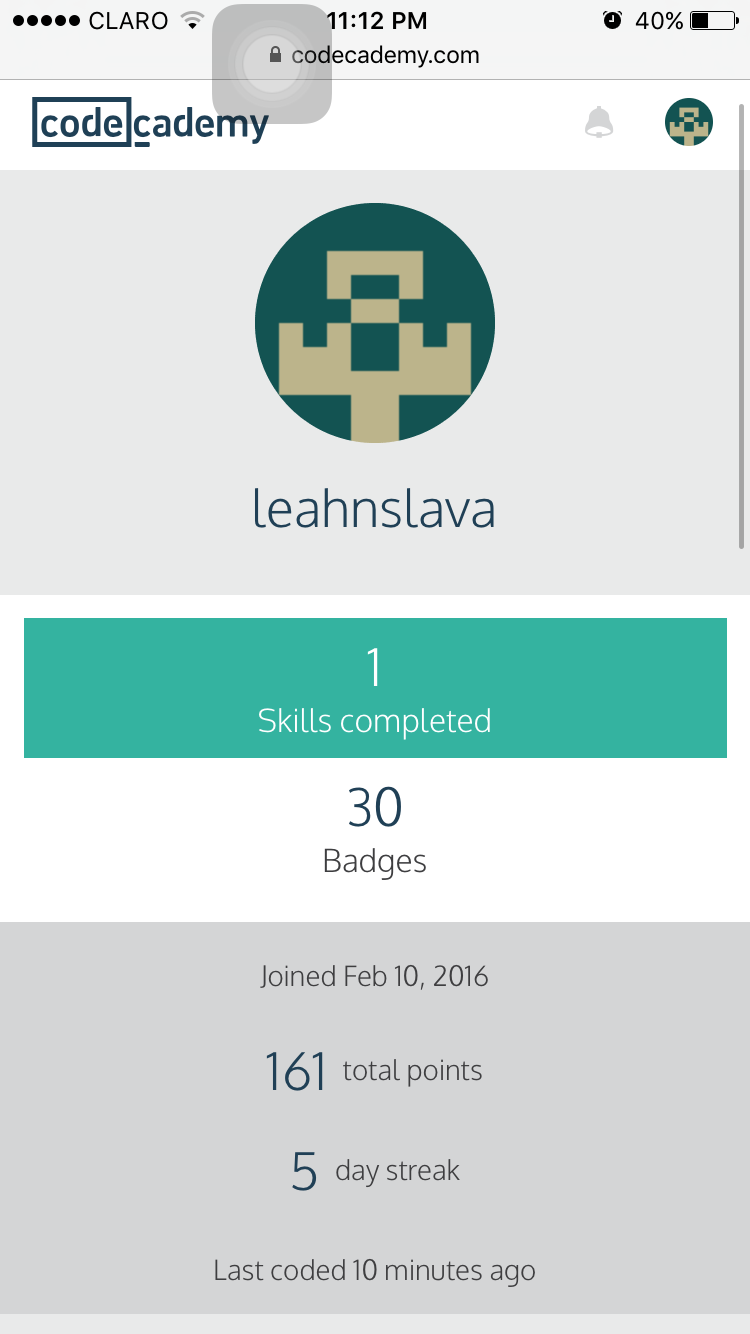 CLARO 11:12 PM 40%
codecademy.com
codecademy
leahnslava
1
Skills completed
30
Badges
Joined Feb 10, 2016
161 total points
5 day streak
Last coded 10 minutes ago